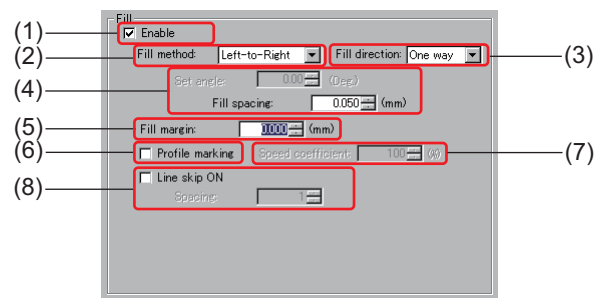 Fill
(1) Enable
(2) Fill method: Left-to-Right Fill direction: One way (3)
(4) Set angle: 0.00 (Deg.)
Fill spacing: 0.050 (mm)
(5) Fill margin: 0.000 (mm)
(6) Profile marking Speed coefficient: 100 (%) (7)
(8) Line skip ON
Spacing: 1